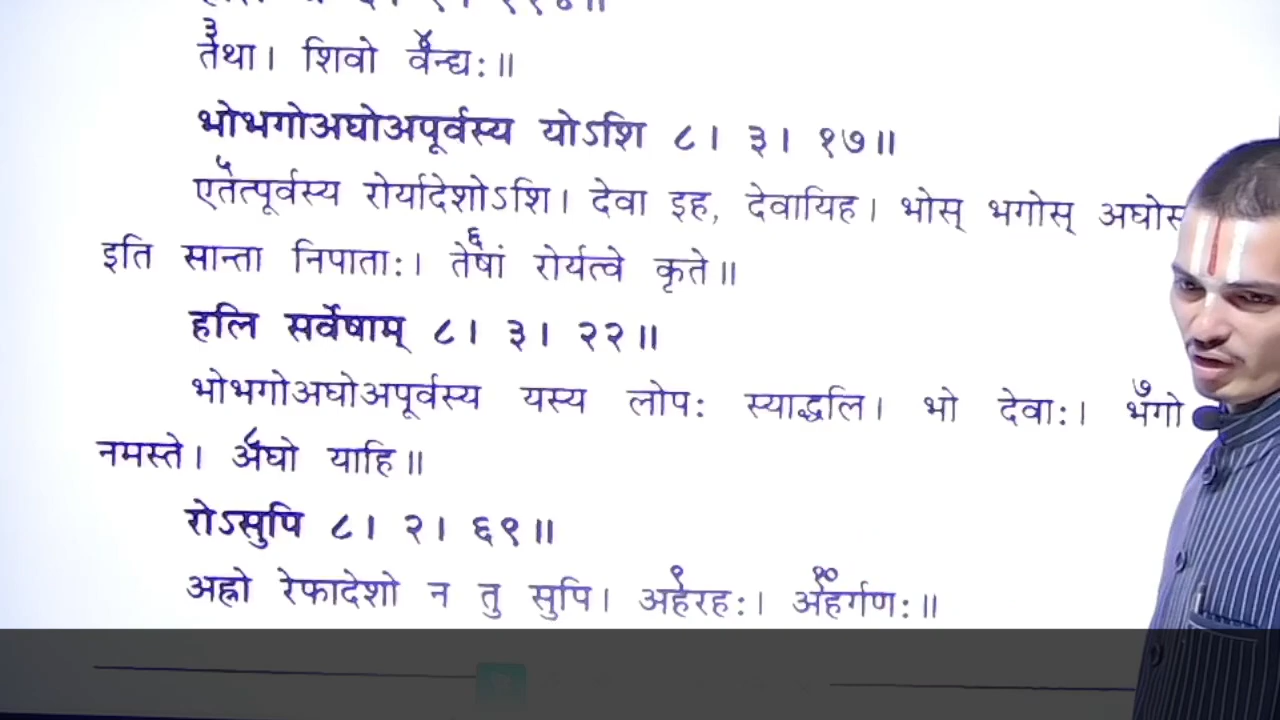 तथा। शिवो वन्द्यः॥
भोभगोअघोअपूर्वस्य योऽशि ८। ३। १७॥
एतत्पूर्वस्य रोर्यादेशोऽशि। देवा इह, देवायिह। भोस् भगोस् अघोस्
इति सान्ता निपाताः। तेषां रोर्यत्वे कृते॥
हलि सर्वेषाम् ८। ३। २२॥
भोभगोअघोअपूर्वस्य यस्य लोपः स्याद्धलि। भो देवाः। भगो
नमस्ते। अघो याहि॥
रोऽसुपि ८। २। ६९॥
अह्नो रेफादेशो न तु सुपि। अहरहः। अहर्गणः॥